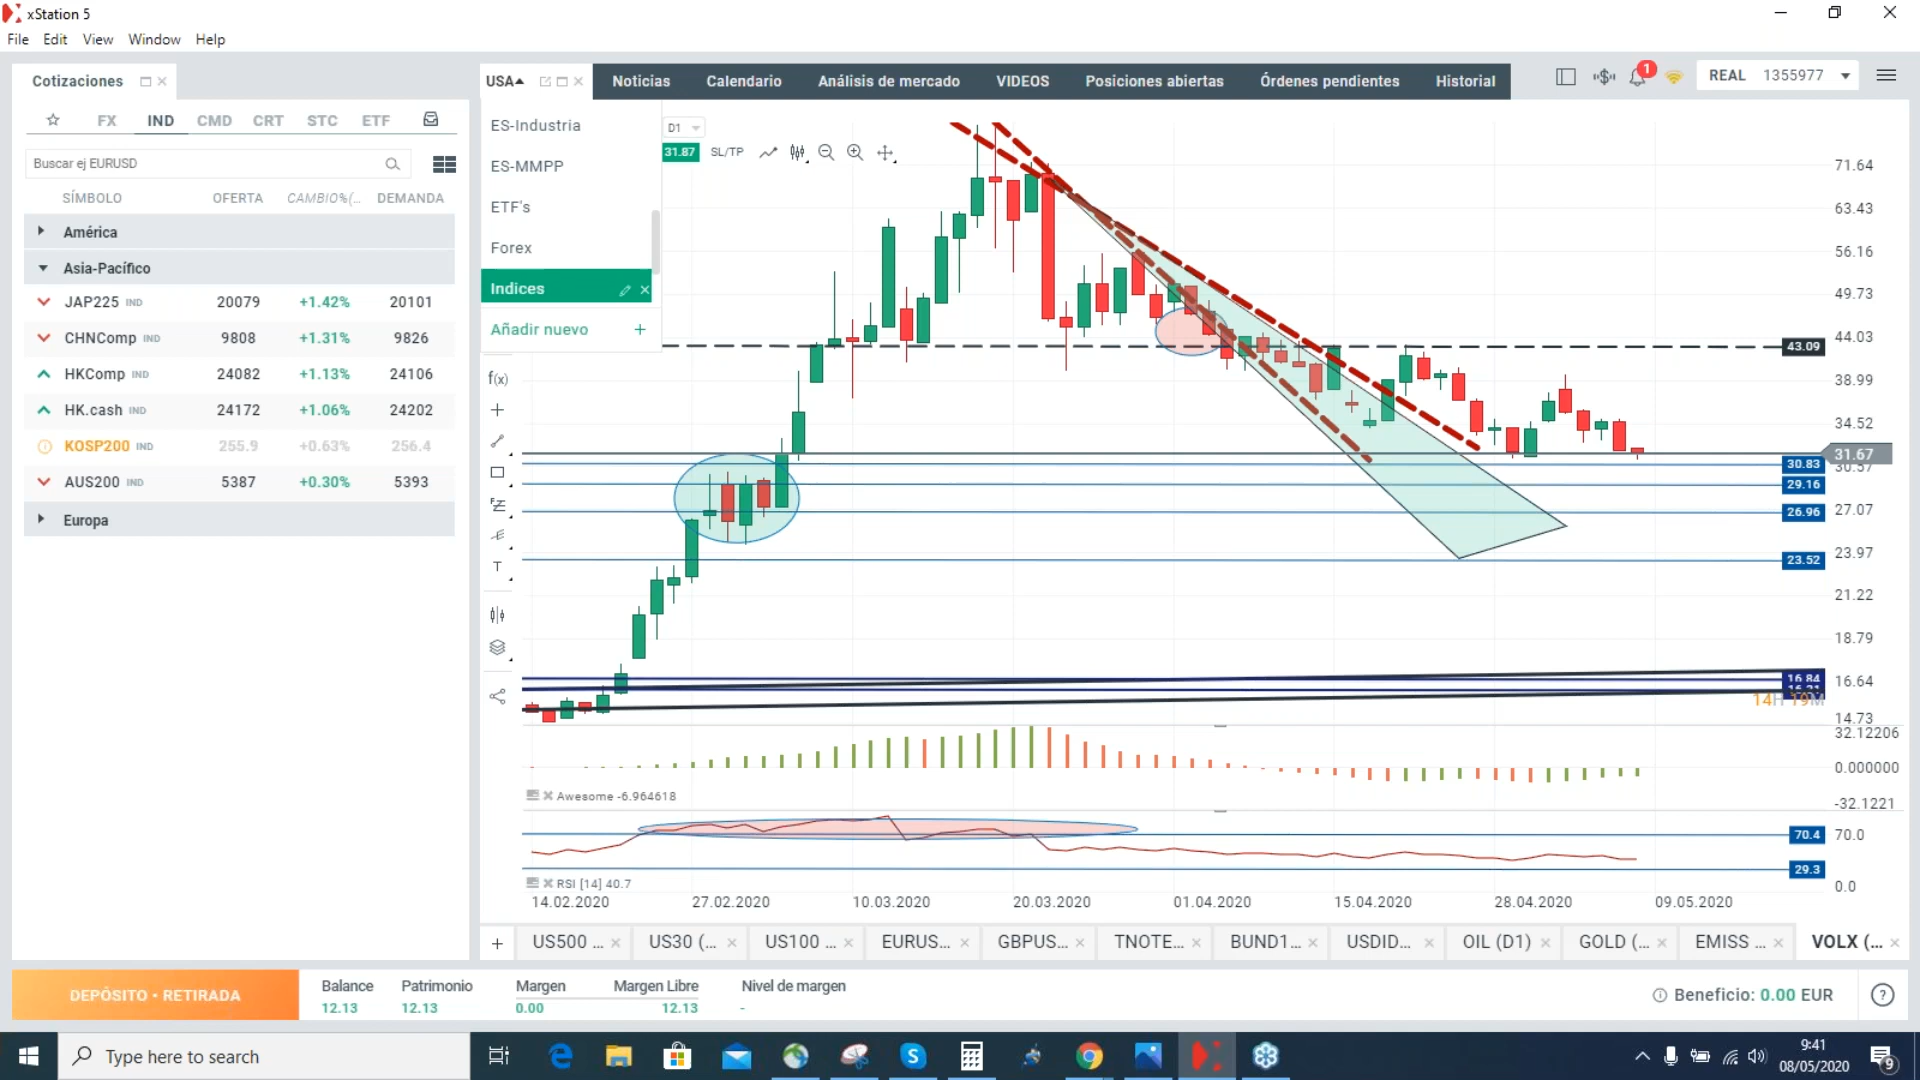 xStation 5
File Edit View Window Help
Cotizaciones
USA
Noticias Calendario Análisis de mercado VIDEOS Posiciones abiertas Órdenes pendientes Historial
1
REAL 1355977
FX IND CMD CRT STC ETF
Buscar ej EURUSD
SÍMBOLO OFERTA CAMBIO%(... DEMANDA
América
Asia-Pacífico
JAP225 IND 20079 +1.42% 20101
CHNComp IND 9808 +1.31% 9826
HKComp IND 24082 +1.13% 24106
HK.cash IND 24172 +1.06% 24202
KOSP200 IND 255.9 +0.63% 256.4
AUS200 IND 5387 +0.30% 5393
Europa
ES-Industria
ES-MMPP
ETF's
Forex
Indices
Añadir nuevo +
D1
31.87 SL/TP
f(x)
T
71.64
63.43
56.16
49.73
44.03
43.09
38.99
34.52
31.67
30.57
30.83
29.16
27.07
26.96
23.97
23.52
21.22
18.79
16.84
16.64
14H 19M
14.73
32.12206
0.000000
Awesome -6.964618
-32.1221
70.4 70.0
29.3
RSI [14] 40.7
0.0
14.02.2020 27.02.2020 10.03.2020 20.03.2020 01.04.2020 15.04.2020 28.04.2020 09.05.2020
+ US500 ... US30 (... US100 ... EURUS... GBPUS... TNOTE... BUND1... USDID... OIL (D1) GOLD (... EMISS ... VOLX (...
DEPÓSITO • RETIRADA
Balance Patrimonio Margen Margen Libre Nivel de margen
12.13 12.13 0.00 12.13 -
Beneficio: 0.00 EUR
?
Type here to search
9:41
08/05/2020
9